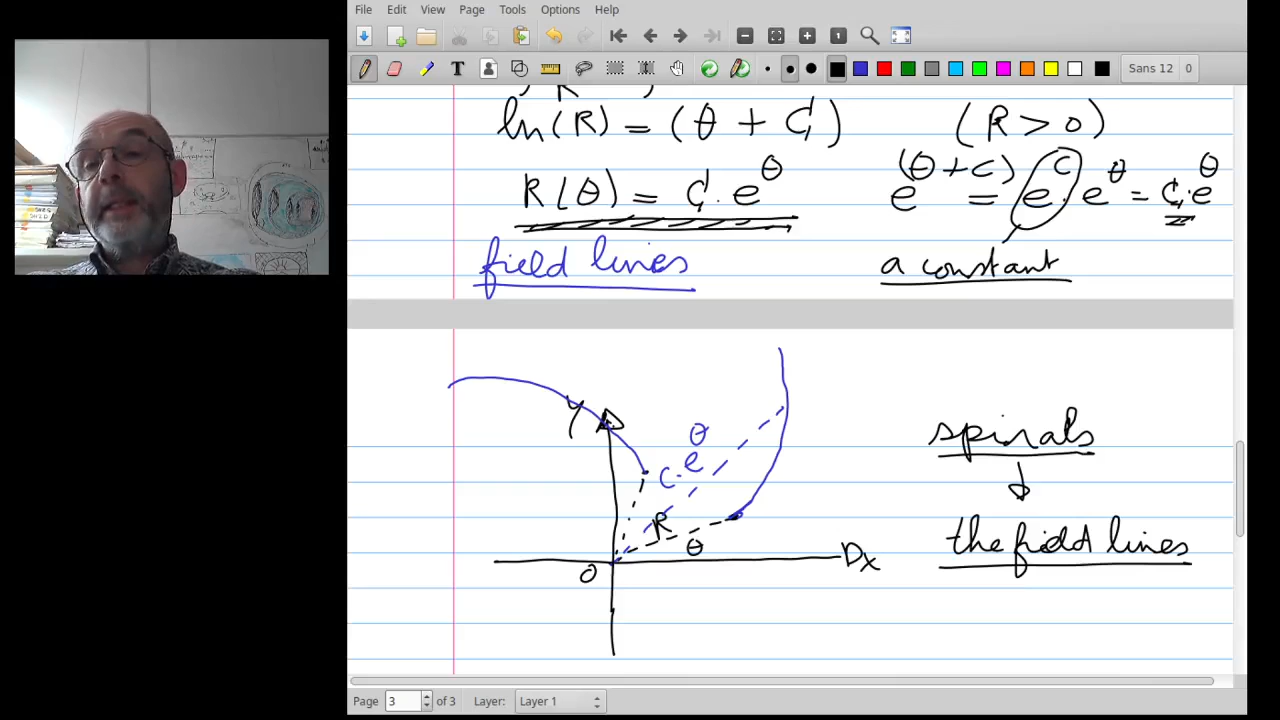 File Edit View Page Tools Options Help
Sans 12 0
ln(R) = (θ + C) (R > 0)
R(θ) = C · e^θ e^(θ+c) = e^C · e^θ = C · e^θ
field lines a constant
Y
C · e^θ
spirals
R
θ
the field lines
O
x
Page 3 of 3 Layer: Layer 1